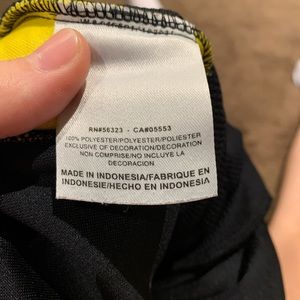 RN#56323 - CA#05553
100% POLYESTER/POLYESTER/POLIESTER
EXCLUSIVE OF DECORATION/DECORATION
NON COMPRISE/NO INCLUYE LA
DECORACION
MADE IN INDONESIA/FABRIQUE EN
INDONESIE/HECHO EN INDONESIA